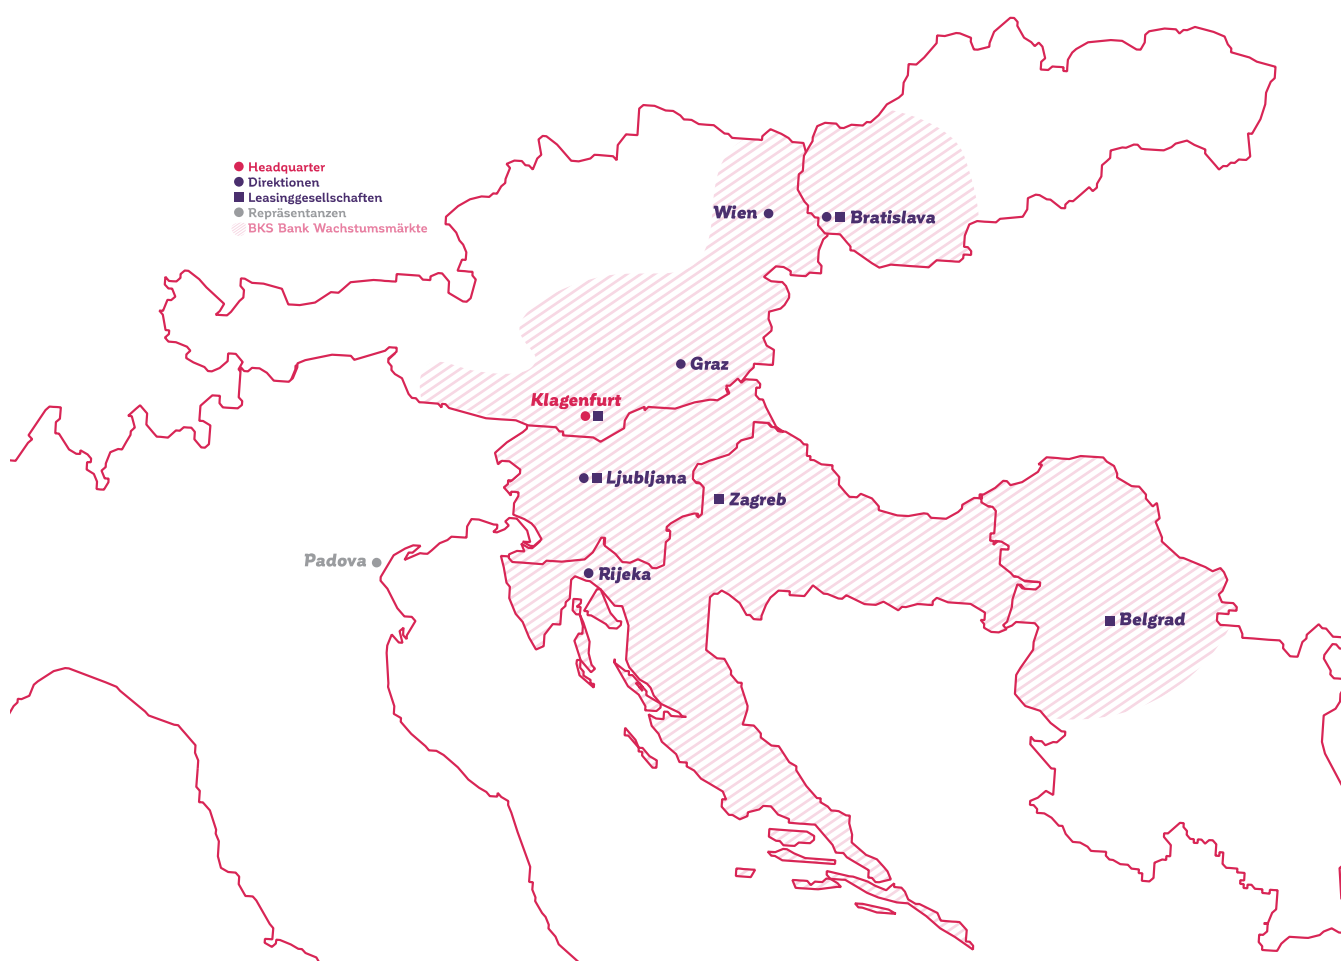 Headquarter
Direktionen
Leasinggesellschaften
Repräsentanzen
BKS Bank Wachstumsmärkte
Wien
Bratislava
Graz
Klagenfurt
Ljubljana
Zagreb
Padova
Rijeka
Belgrad